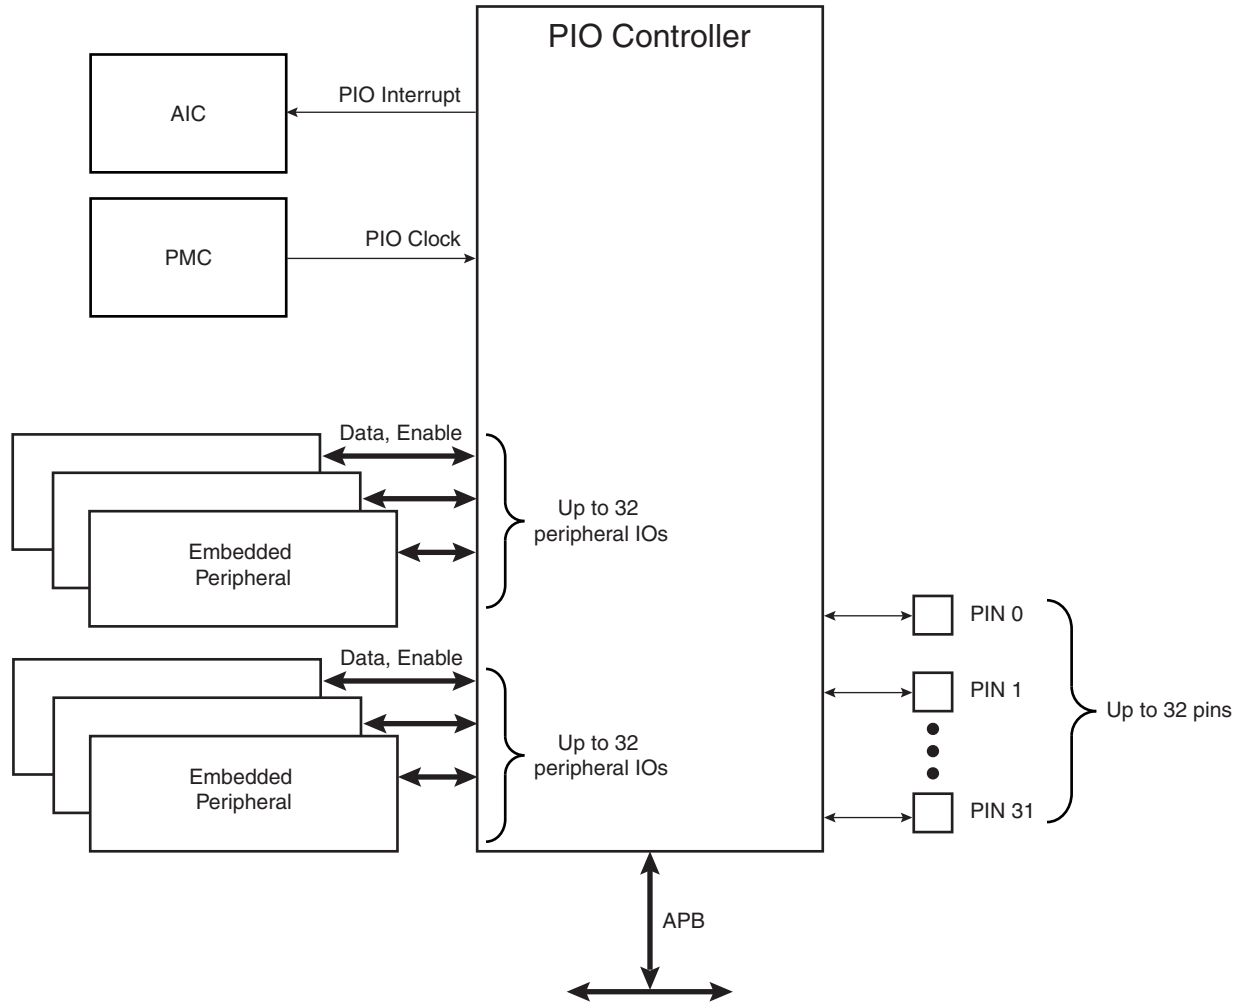 PIO Controller
PIO Interrupt
AIC
PIO Clock
PMC
Data, Enable
Up to 32
peripheral IOs
Embedded
Peripheral
PIN 0
Data, Enable
PIN 1
Up to 32 pins
Up to 32
peripheral IOs
Embedded
Peripheral
PIN 31
APB